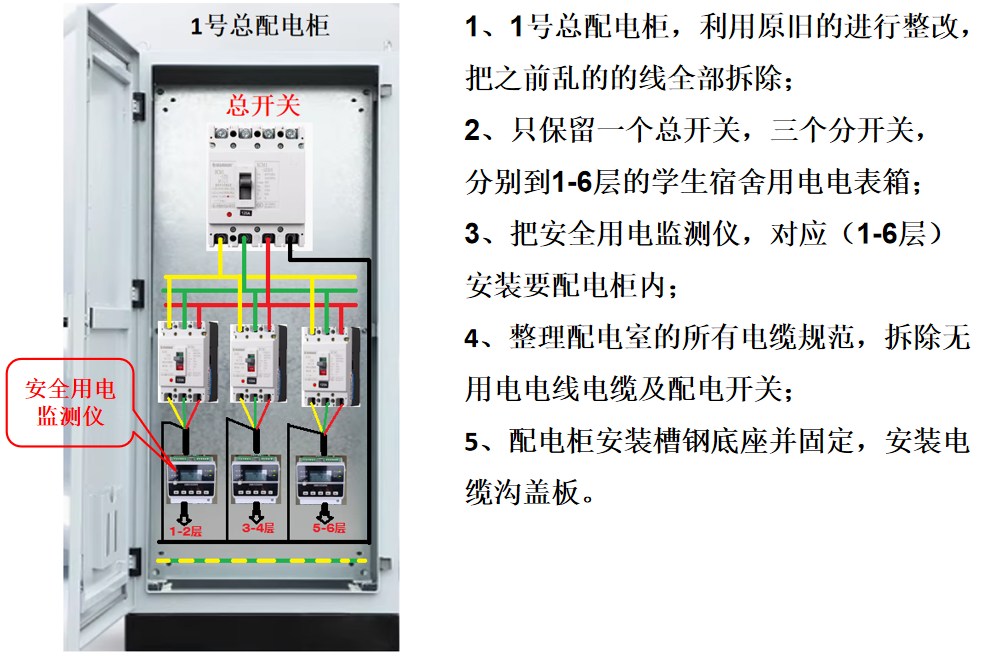 1号总配电柜
总开关
安全用电
监测仪
1-2层
3-4层
5-6层
1、1号总配电柜，利用原旧的进行整改，
把之前乱的的线全部拆除；
2、只保留一个总开关，三个分开关，
分别到1-6层的学生宿舍用电电表箱；
3、把安全用电监测仪，对应（1-6层）
安装要配电柜内；
4、整理配电室的所有电缆规范，拆除无
用电电线电缆及配电开关；
5、配电柜安装槽钢底座并固定，安装电
缆沟盖板。